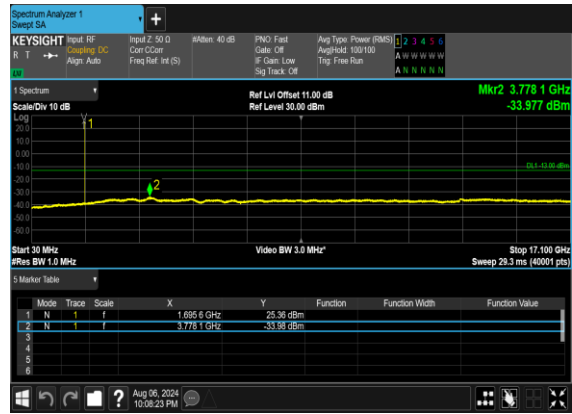 Spectrum Analyzer 1
Swept SA
KEYSIGHT
R T
Input: RF
Coupling: DC
Align: Auto
Input Z: 50 Ω
Corr CCorr
Freq Ref: Int (S)
#Atten: 40 dB
PNO: Fast
Gate: Off
IF Gain: Low
Sig Track: Off
Avg Type: Power (RMS)
Avg|Hold: 100/100
Trig: Free Run
1 2 3 4 5 6
A W W W W W
A N N N N N
1 Spectrum
Scale/Div 10 dB
Ref Lvl Offset 11.00 dB
Ref Level 30.00 dBm
Mkr2 3.778 1 GHz
-33.977 dBm
Log
1
20.0
10.0
0.00
-10.0
DL1 -13.00 dBm
-20.0
-30.0
2
-40.0
-50.0
-60.0
Start 30 MHz
#Res BW 1.0 MHz
Video BW 3.0 MHz*
Stop 17.100 GHz
Sweep 29.3 ms (40001 pts)
5 Marker Table
Mode Trace Scale X Y Function Function Width Function Value
1 N 1 f 1.695 6 GHz 25.36 dBm
2 N 1 f 3.778 1 GHz -33.98 dBm
3
4
5
6
?
Aug 06, 2024
10:08:23 PM